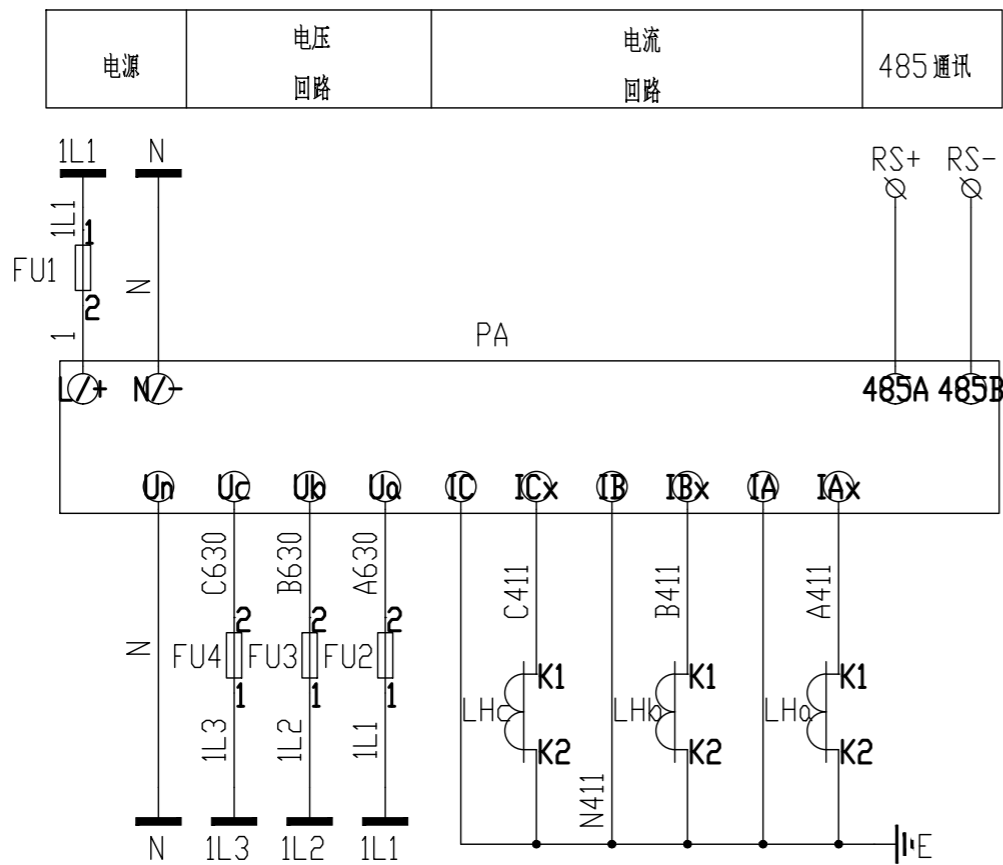 电源
电压
回路
电流
回路
485通讯
1L1
N
RS+
RS-
1L1
1
FU1
N
2
1
PA
L/+
N/-
485A
485B
Un
Uc
Ub
Ua
IC
ICx
IB
IBx
IA
IAx
C630
B630
A630
C411
B411
A411
N
2
2
2
FU4
FU3
FU2
1
1
1
K1
K1
K1
LHc
LHb
LHa
K2
K2
K2
1L3
1L2
1L1
N411
N
1L3
1L2
1L1
E